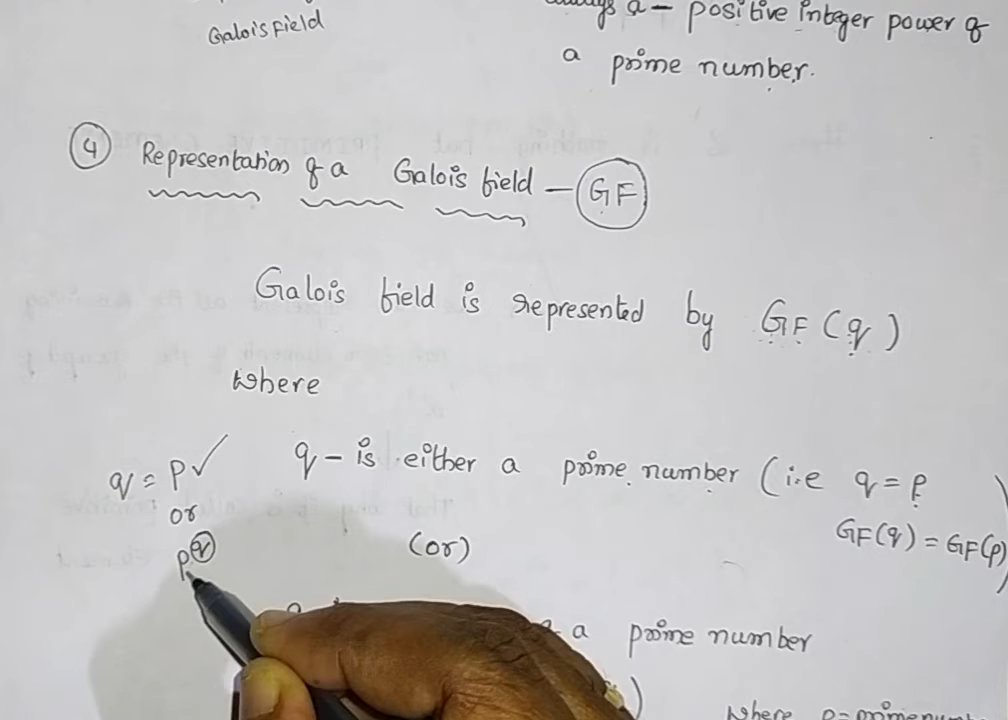 Galois Field
a - positive integer power of
a prime number.
4 Representation of a Galois field - GF
Galois field is represented by GF(q)
where
q = p ✓ q - is either a prime number (i.e q = p
or
GF(q) = GF(p)
(or)
a prime number
where p = prime